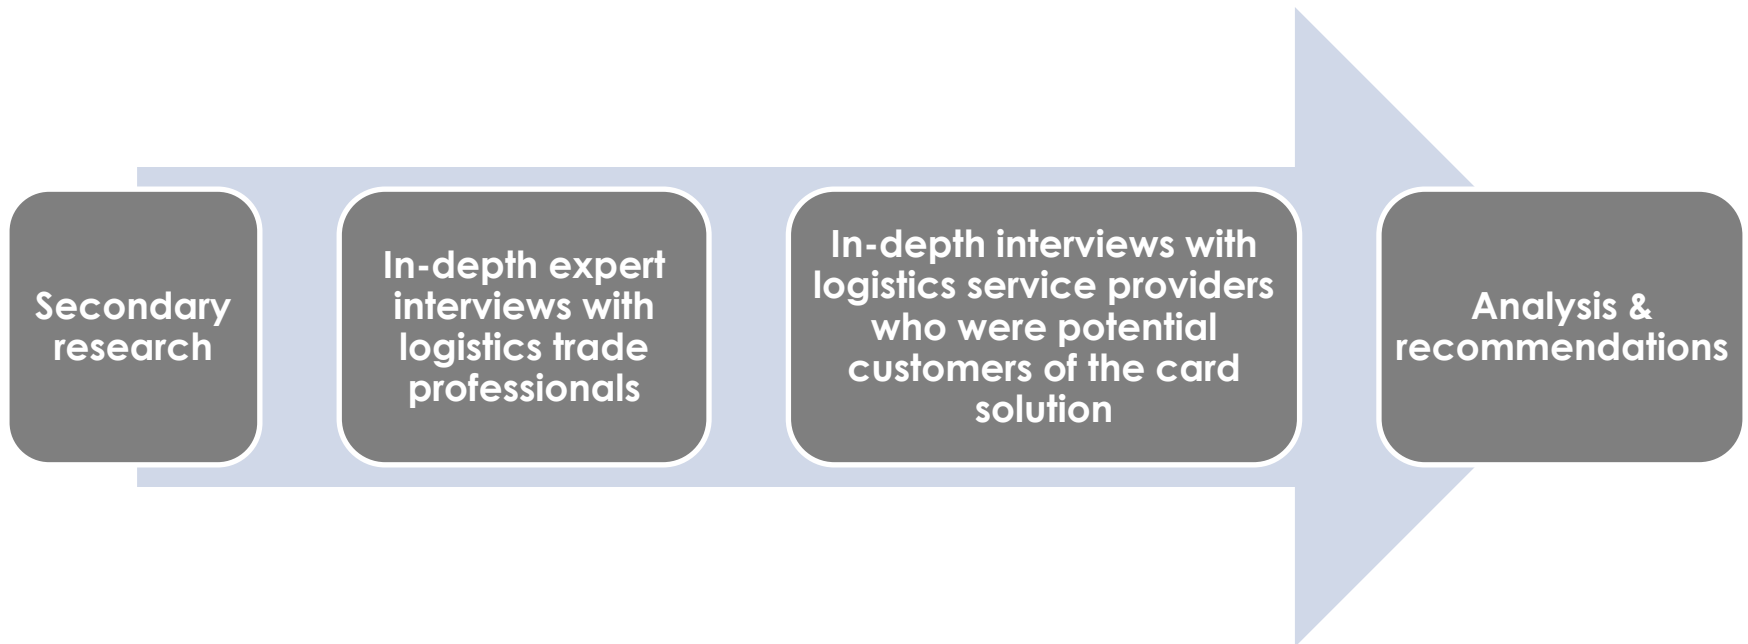 Secondary
research
In-depth expert
interviews with
logistics trade
professionals
In-depth interviews with
logistics service providers
who were potential
customers of the card
solution
Analysis &
recommendations